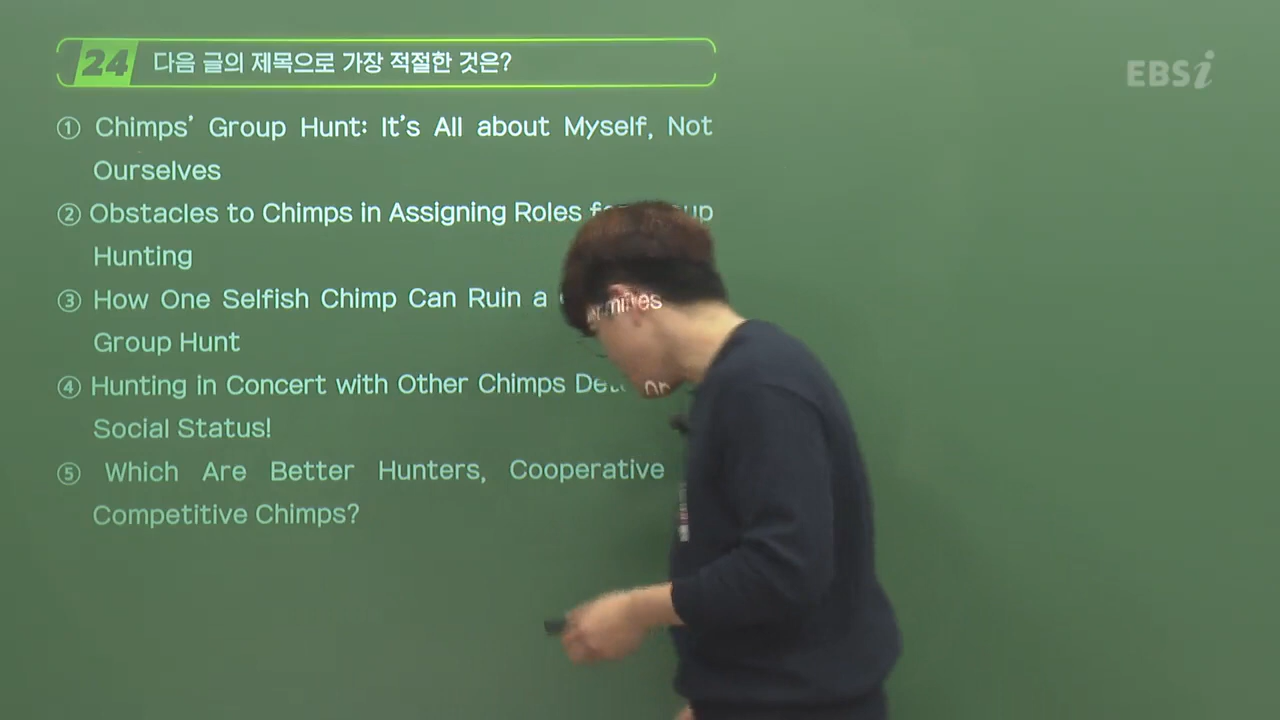 24 다음 글의 제목으로 가장 적절한 것은?
EBSi
① Chimps’ Group Hunt: It’s All about Myself, Not
Ourselves
② Obstacles to Chimps in Assigning Roles
Hunting
③ How One Selfish Chimp Can Ruin a
Group Hunt
④ Hunting in Concert with Other Chimps
Social Status!
⑤ Which Are Better Hunters, Cooperative
Competitive Chimps?